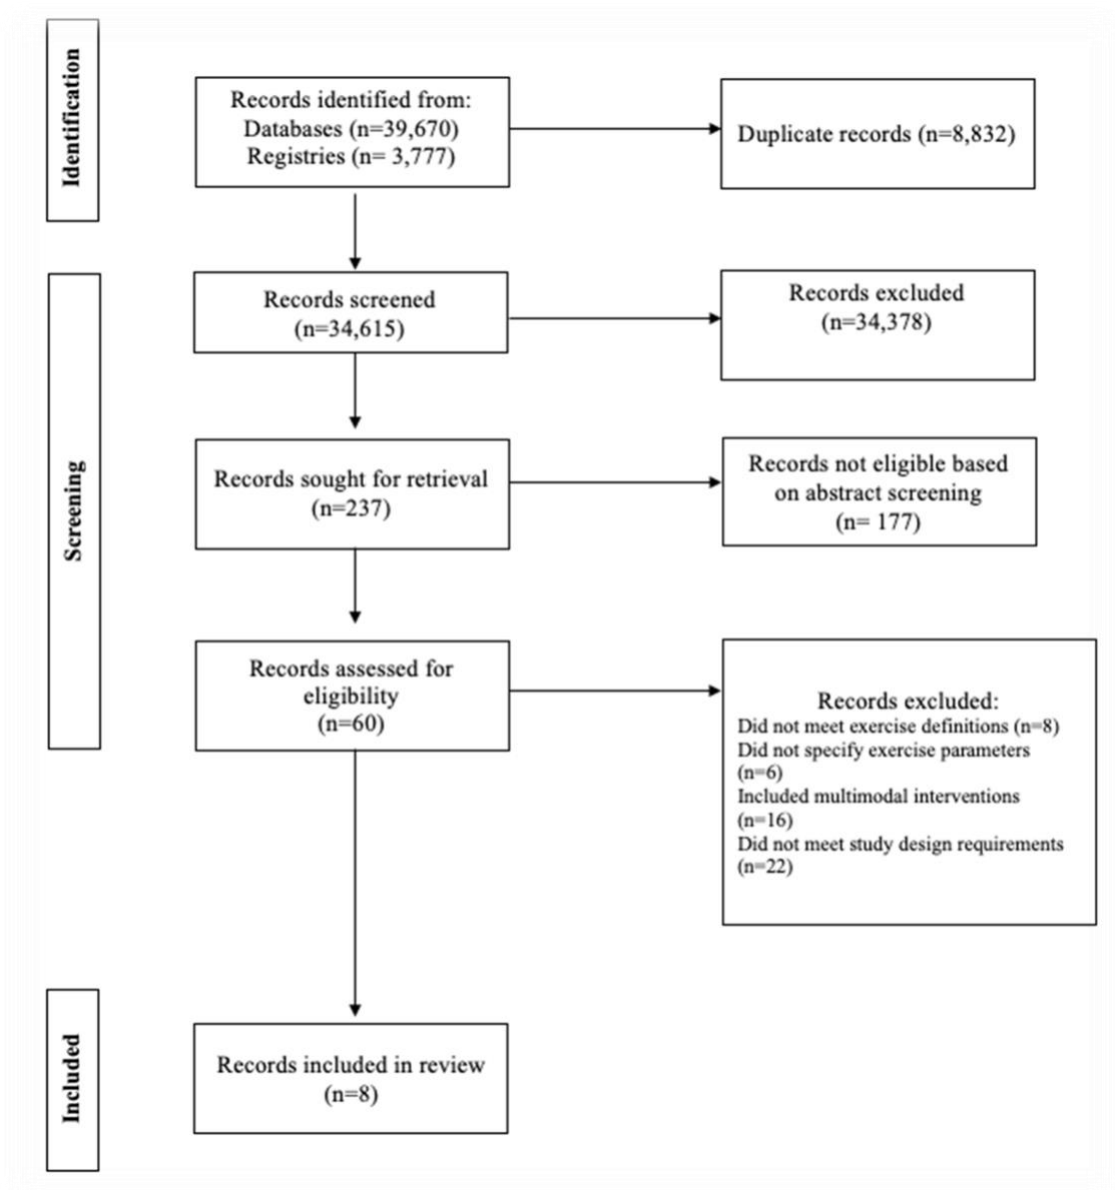 Identification
Records identified from:
Databases (n=39,670)
Registries (n= 3,777)
Duplicate records (n=8,832)
Screening
Records screened
(n=34,615)
Records excluded
(n=34,378)
Records sought for retrieval
(n=237)
Records not eligible based
on abstract screening
(n= 177)
Records assessed for
eligibility
(n=60)
Records excluded:
Did not meet exercise definitions (n=8)
Did not specify exercise parameters
(n=6)
Included multimodal interventions
(n=16)
Did not meet study design requirements
(n=22)
Included
Records included in review
(n=8)